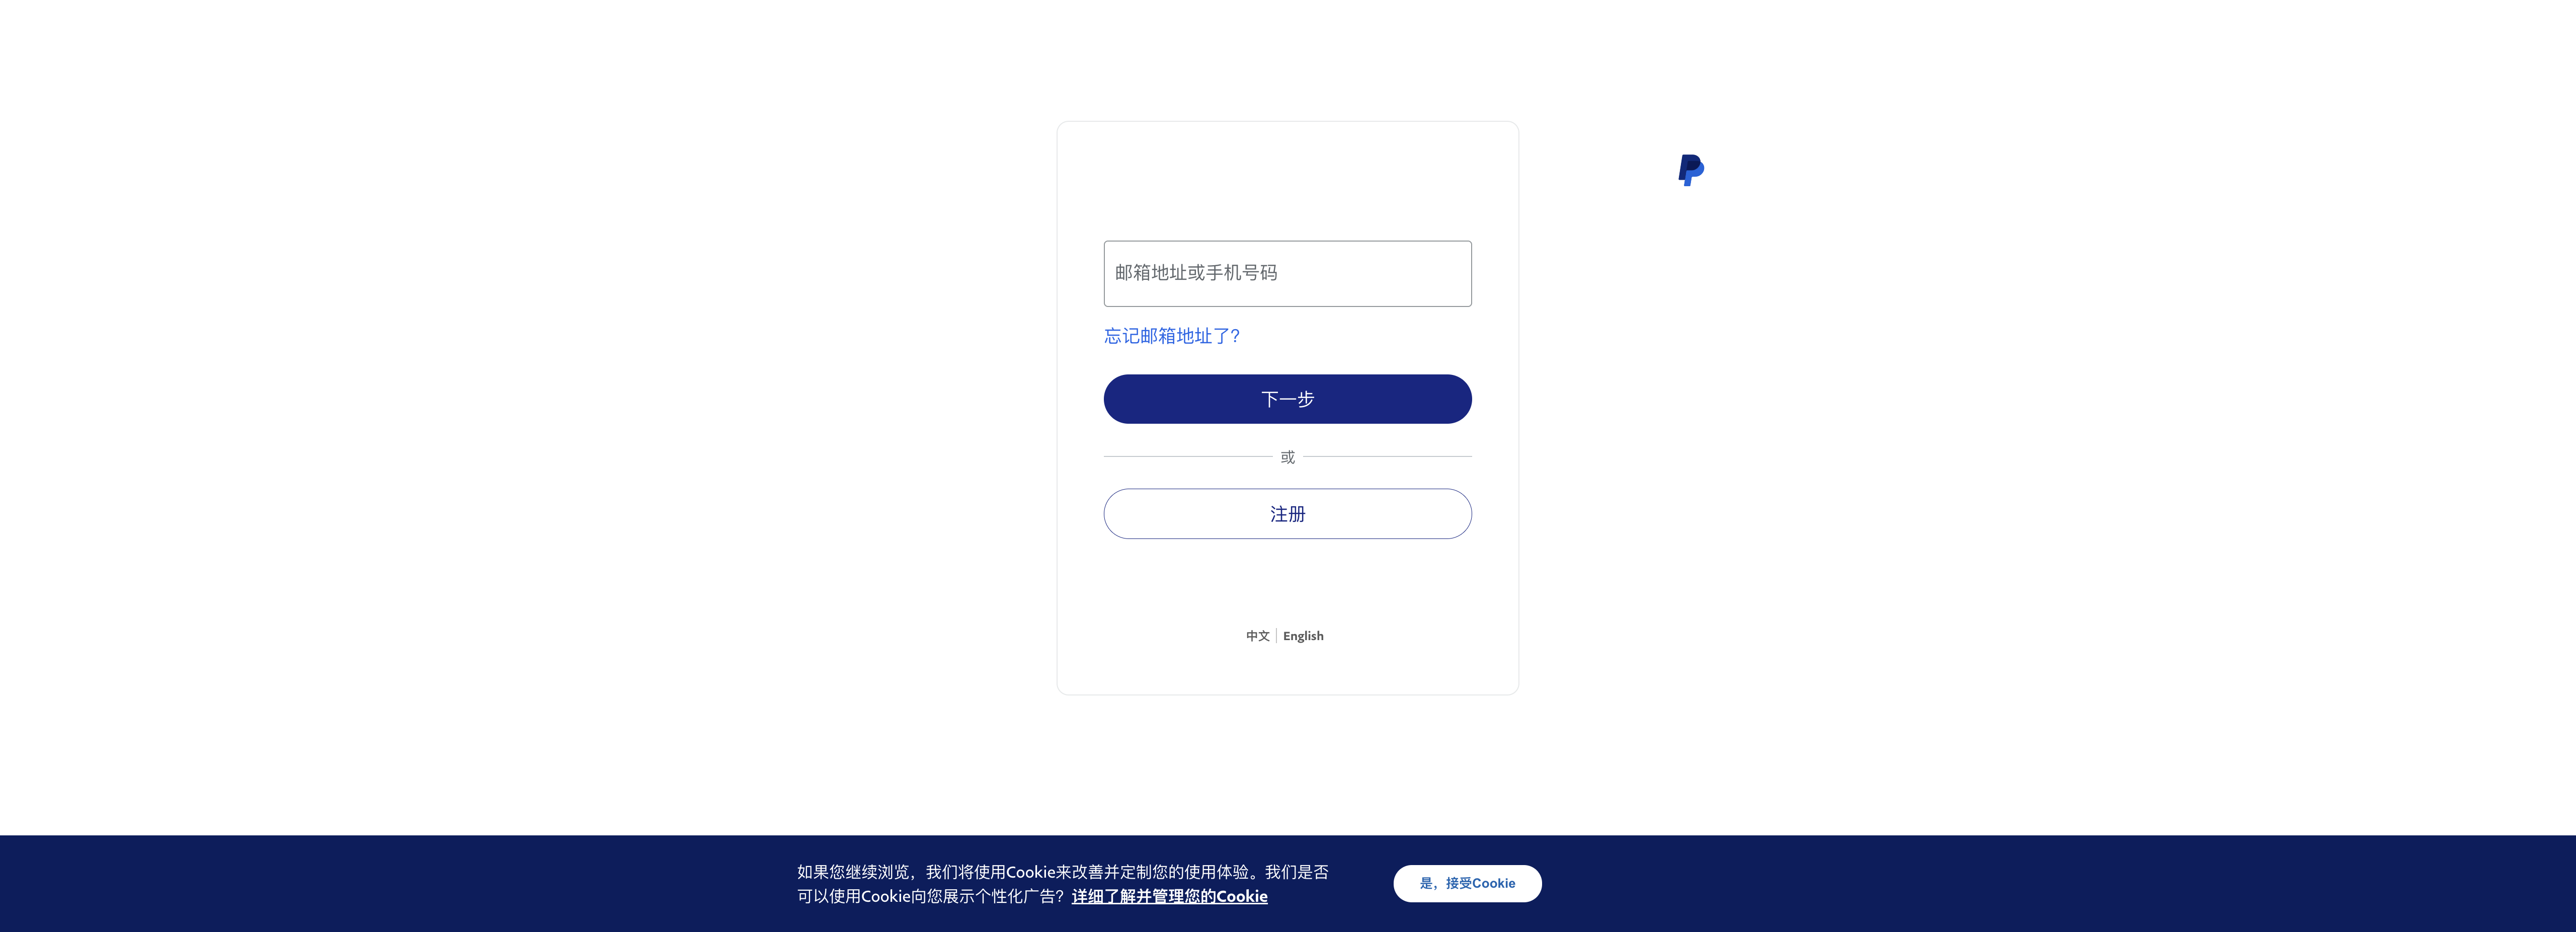 邮箱地址或手机号码
忘记邮箱地址了?
下一步
或
注册
中文 | English
如果您继续浏览，我们将使用Cookie来改善并定制您的使用体验。我们是否
可以使用Cookie向您展示个性化广告？详细了解并管理您的Cookie
是，接受Cookie